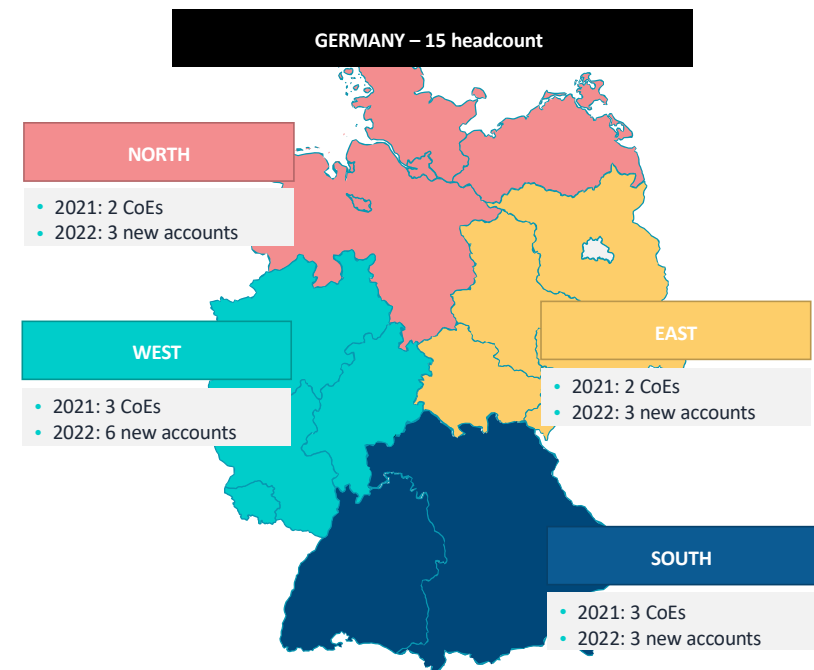 GERMANY – 15 headcount
NORTH
• 2021: 2 CoEs
• 2022: 3 new accounts
WEST
• 2021: 3 CoEs
• 2022: 6 new accounts
EAST
• 2021: 2 CoEs
• 2022: 3 new accounts
SOUTH
• 2021: 3 CoEs
• 2022: 3 new accounts